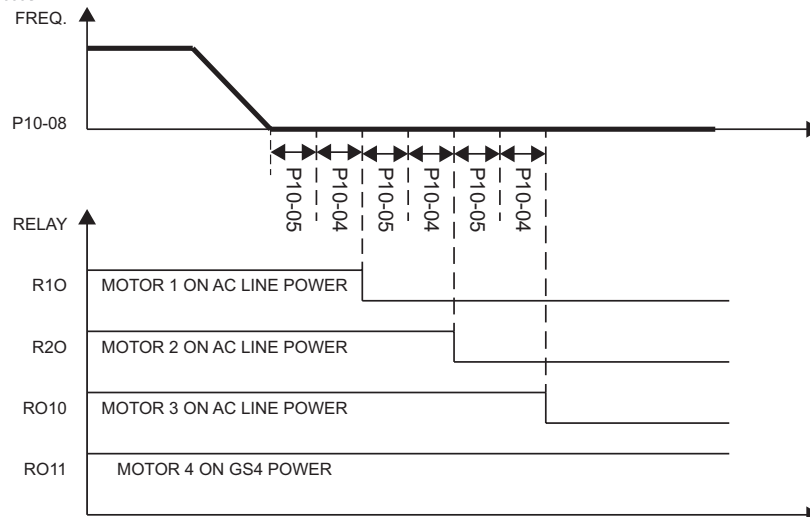 FREQ.
P10-08
P10-05
P10-04
P10-05
P10-04
P10-05
P10-04
RELAY
R1O MOTOR 1 ON AC LINE POWER
R2O MOTOR 2 ON AC LINE POWER
RO10 MOTOR 3 ON AC LINE POWER
RO11 MOTOR 4 ON GS4 POWER